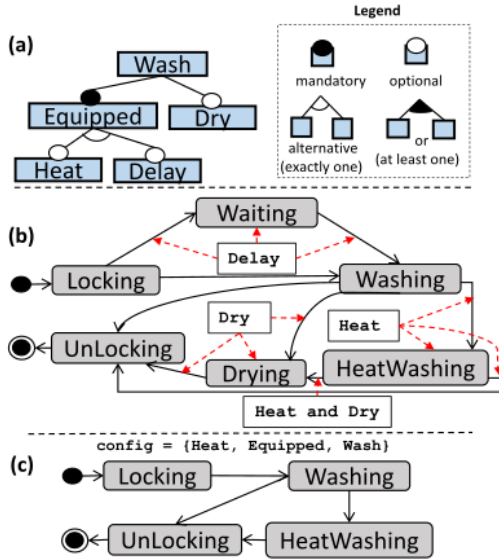 Legend
(a)
Wash
mandatory
optional
Equipped
Dry
Heat
Delay
alternative
(exactly one)
or
(at least one)
(b)
Waiting
Delay
Locking
Washing
Dry
Heat
UnLocking
Drying
HeatWashing
Heat and Dry
config = {Heat, Equipped, Wash}
(c)
Locking
Washing
UnLocking
HeatWashing